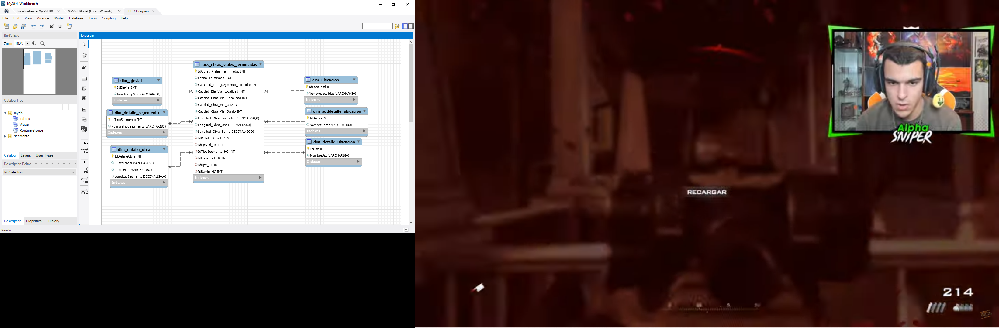 MySQL Workbench
Local instance MySQL80
MySQL Model (LogicoV4.mwb)
EER Diagram
File Edit View Arrange Model Database Tools Scripting Help
Bird's Eye
Zoom: 100%
Catalog Tree
mydb
Tables
Views
Routine Groups
segmento
Catalog Layers User Types
Description Editor
No Selection
Description Properties History
Ready
Diagram
1:1
1:n
1:1
1:n
n:m
1:n
dim_ejevial
IdEjeVial INT
NombreEjeVial VARCHAR(80)
Indexes
dim_detalle_segemento
IdTipoSegmento INT
NombreTipoSegmento VARCHAR(80)
Indexes
dim_detalle_obra
IdDetalleObra INT
PuntoInicial VARCHAR(80)
PuntoFinal VARCHAR(80)
LongitudSegmento DECIMAL(20,0)
Indexes
facs_obras_viales_terminadas
IdObras_Viales_Terminadas INT
Fecha_Terminado DATE
Cantidad_Tipo_Segmento_Localidad INT
Catidad_Eje_Vial_Localidad INT
Catidad_Obra_Vial_Localidad INT
Catidad_Obra_Vial_Upz INT
Catidad_Obra_Vial_Barrio INT
Longitud_Obra_Localidad DECIMAL(20,0)
Longitud_Obra_Upz DECIMAL(20,0)
Longitud_Obra_Barrio DECIMAL(20,0)
IdDetalleObra_HC INT
IdEjeVial_HC INT
IdTipoSegmento_HC INT
IdLocalidad_HC INT
IdUpz_HC INT
IdBarrio_HC INT
Indexes
dim_ubicacion
IdLocalidad INT
NombreLocalidad VARCHAR(80)
Indexes
dim_suddetalle_ubicacion
IdBarrio INT
NombreBarrio VARCHAR(80)
Indexes
dim_detalle_ubicacion
IdUpz INT
NombreUpz VARCHAR(80)
Indexes
Alpha
SNIPER
RECARGAR
214